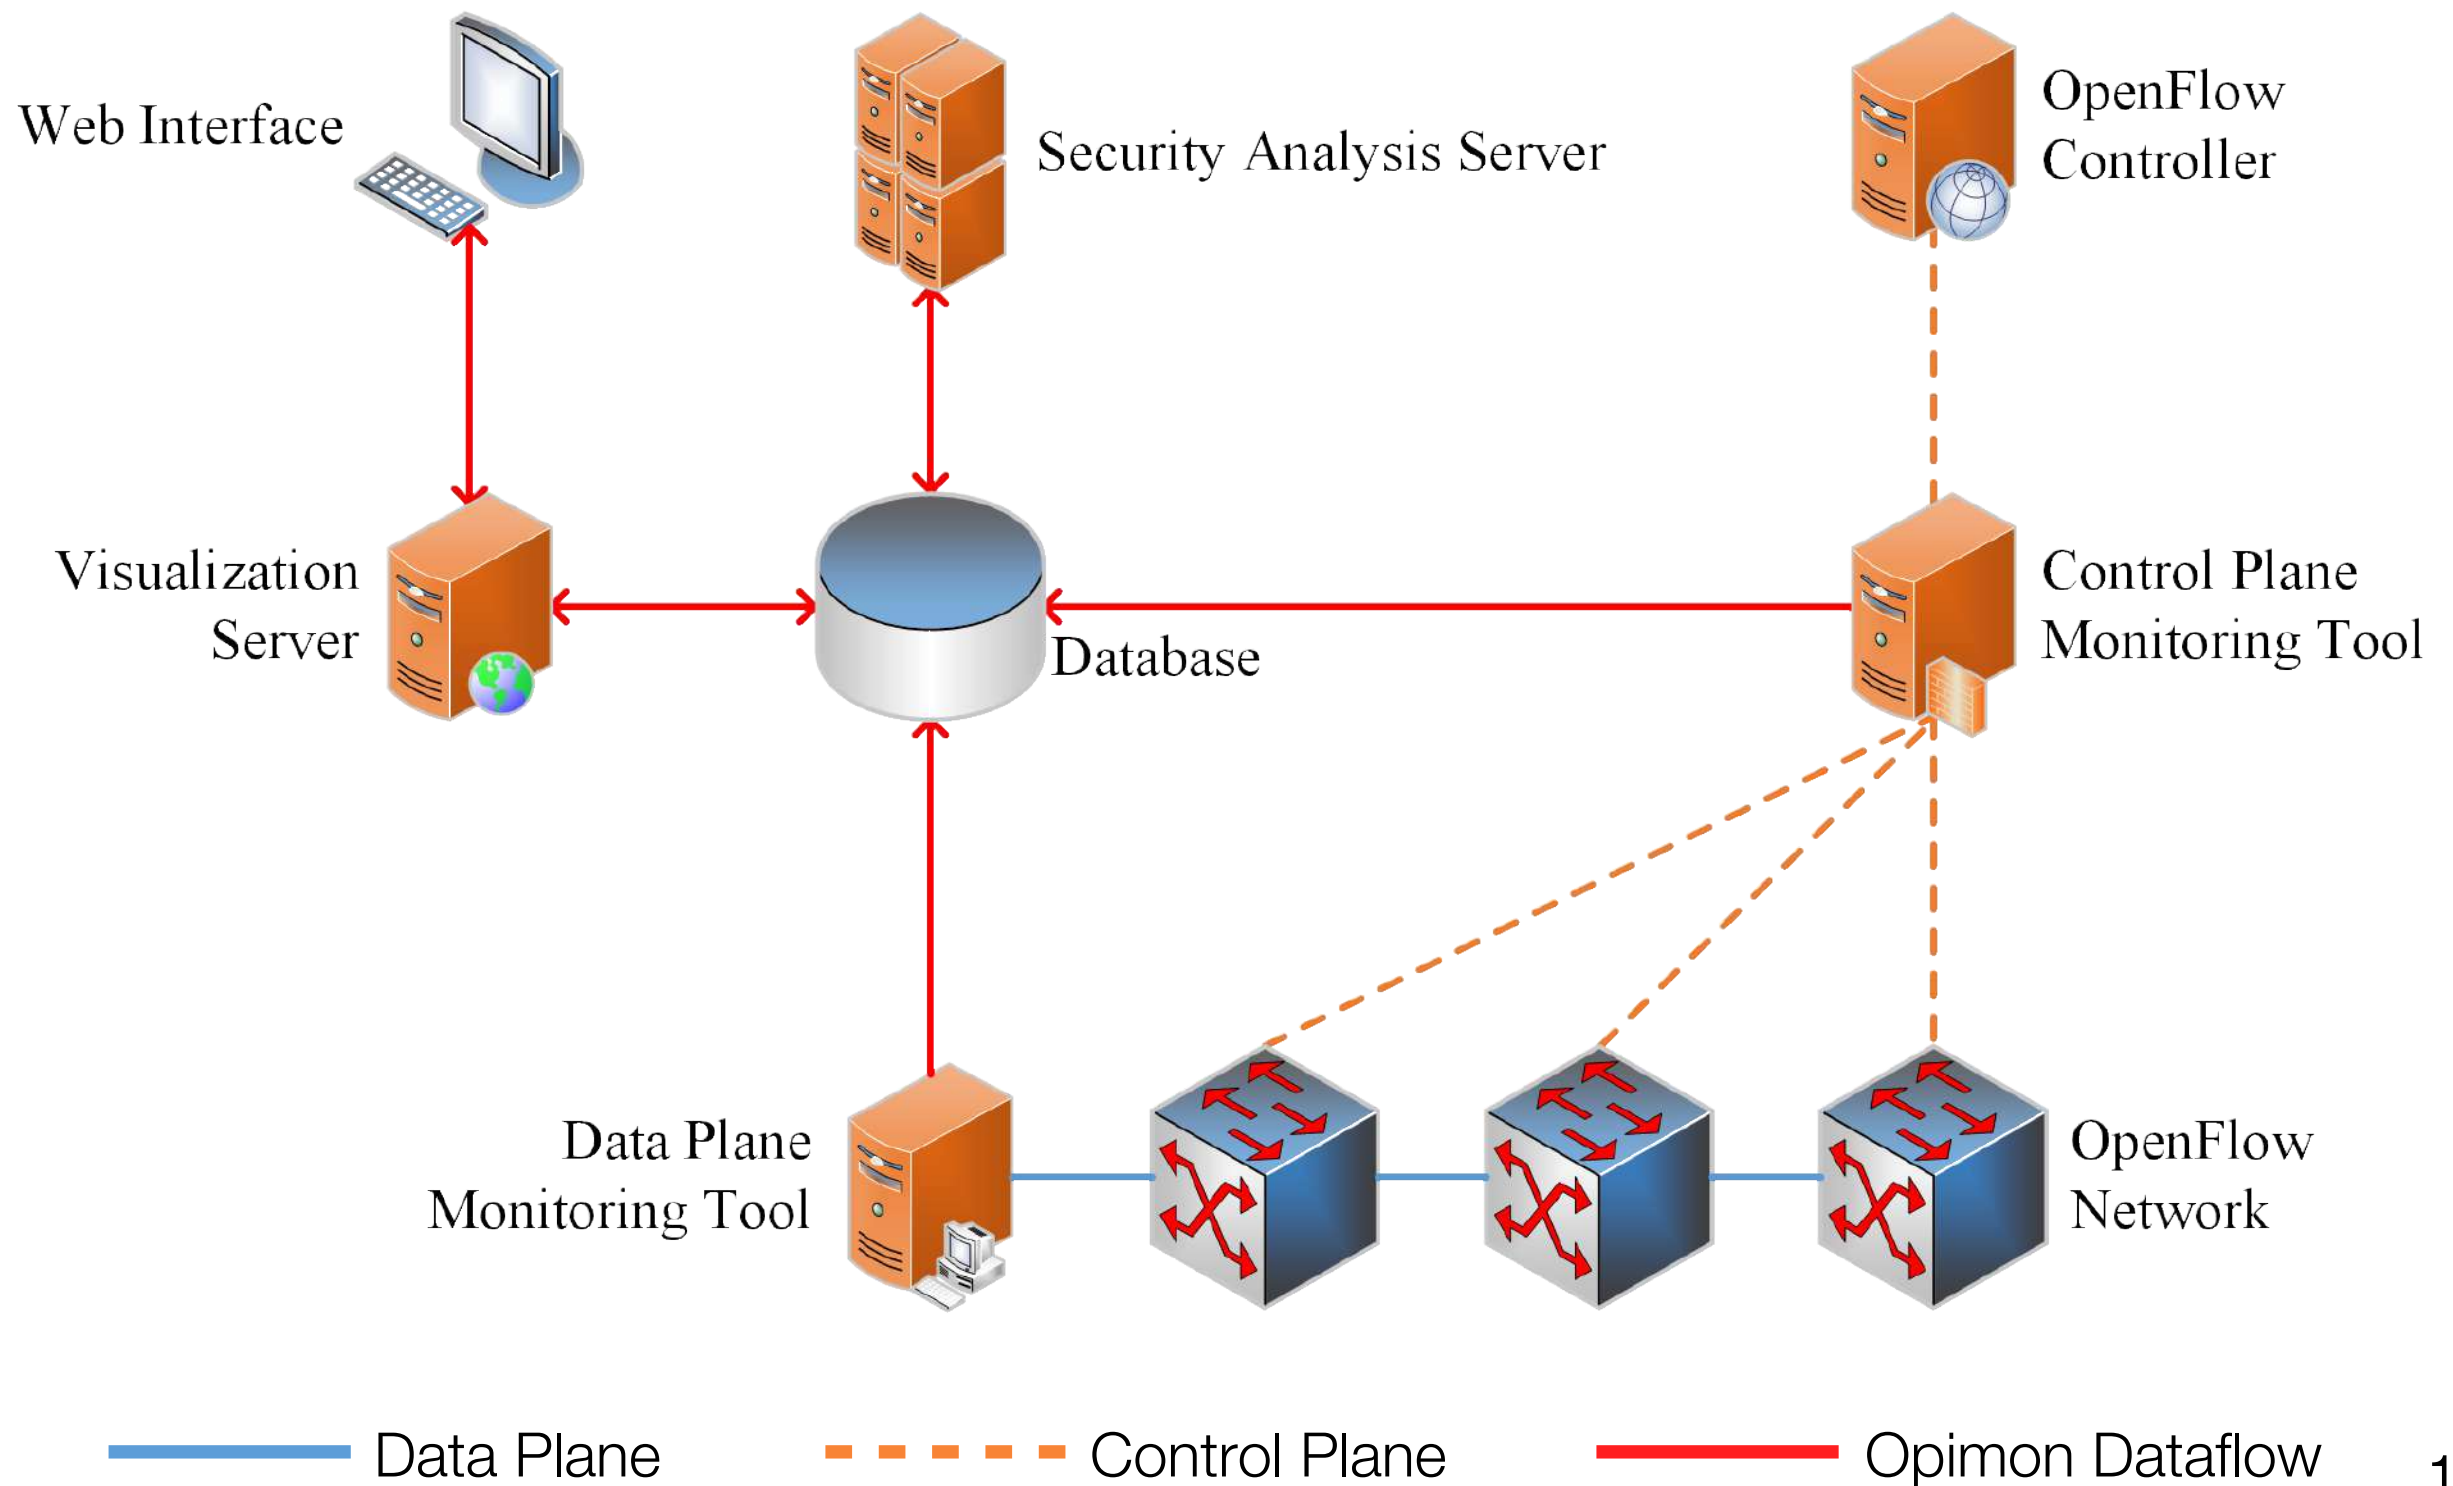 Web Interface
Security Analysis Server
OpenFlow
Controller
Visualization
Server
Database
Control Plane
Monitoring Tool
Data Plane
Monitoring Tool
OpenFlow
Network
Data Plane
Control Plane
Opimon Dataflow
1